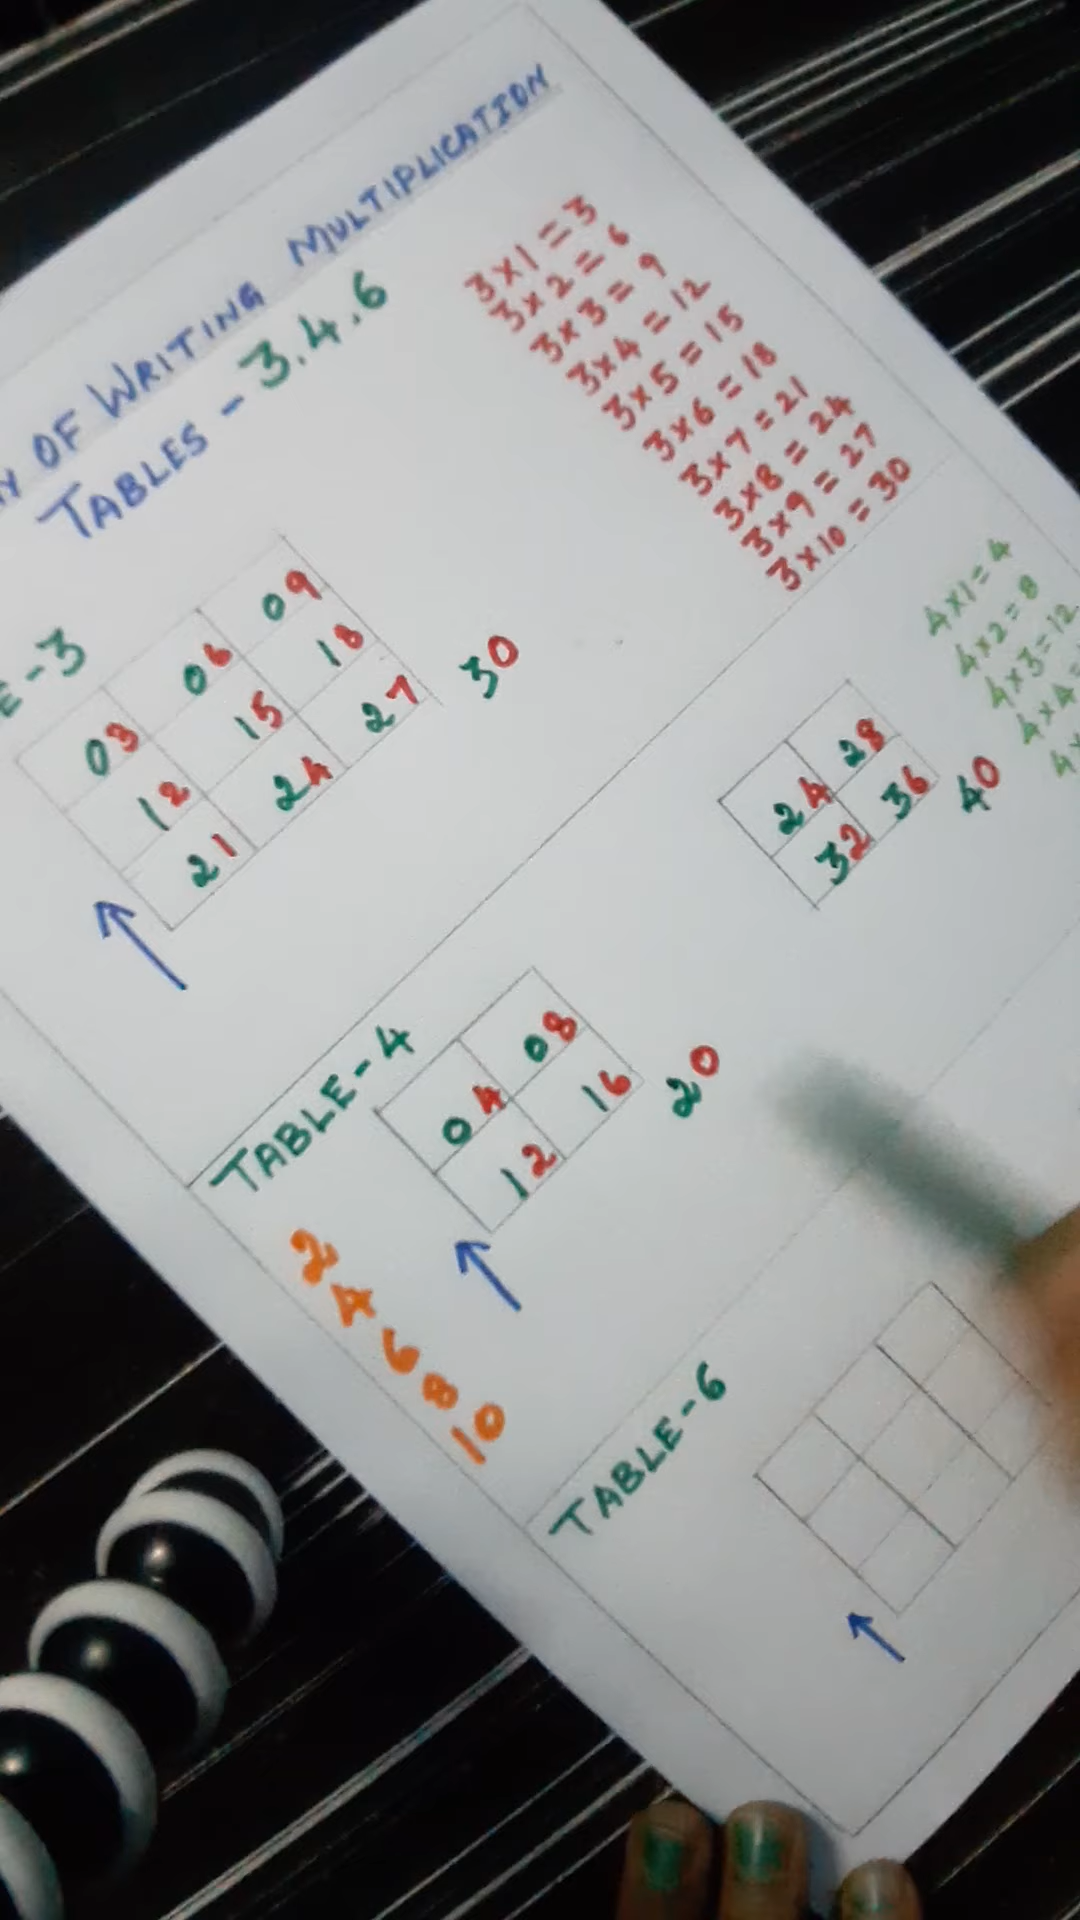 OF WRITING MULTIPLICATION
TABLES - 3.4.6
3×1=3
3×2=6
3×3=9
3×4=12
3×5=15
3×6=18
3×7=21
3×8=24
3×9=27
3×10=30
-3
03 06 09
12 15 18
21 24 27 30
4×1=4
4×2=8
4×3=12
4×4=
4×
TABLE-4
04 08
12 16 20
24 28
32 36 40
2
4
6
8
10
TABLE-6